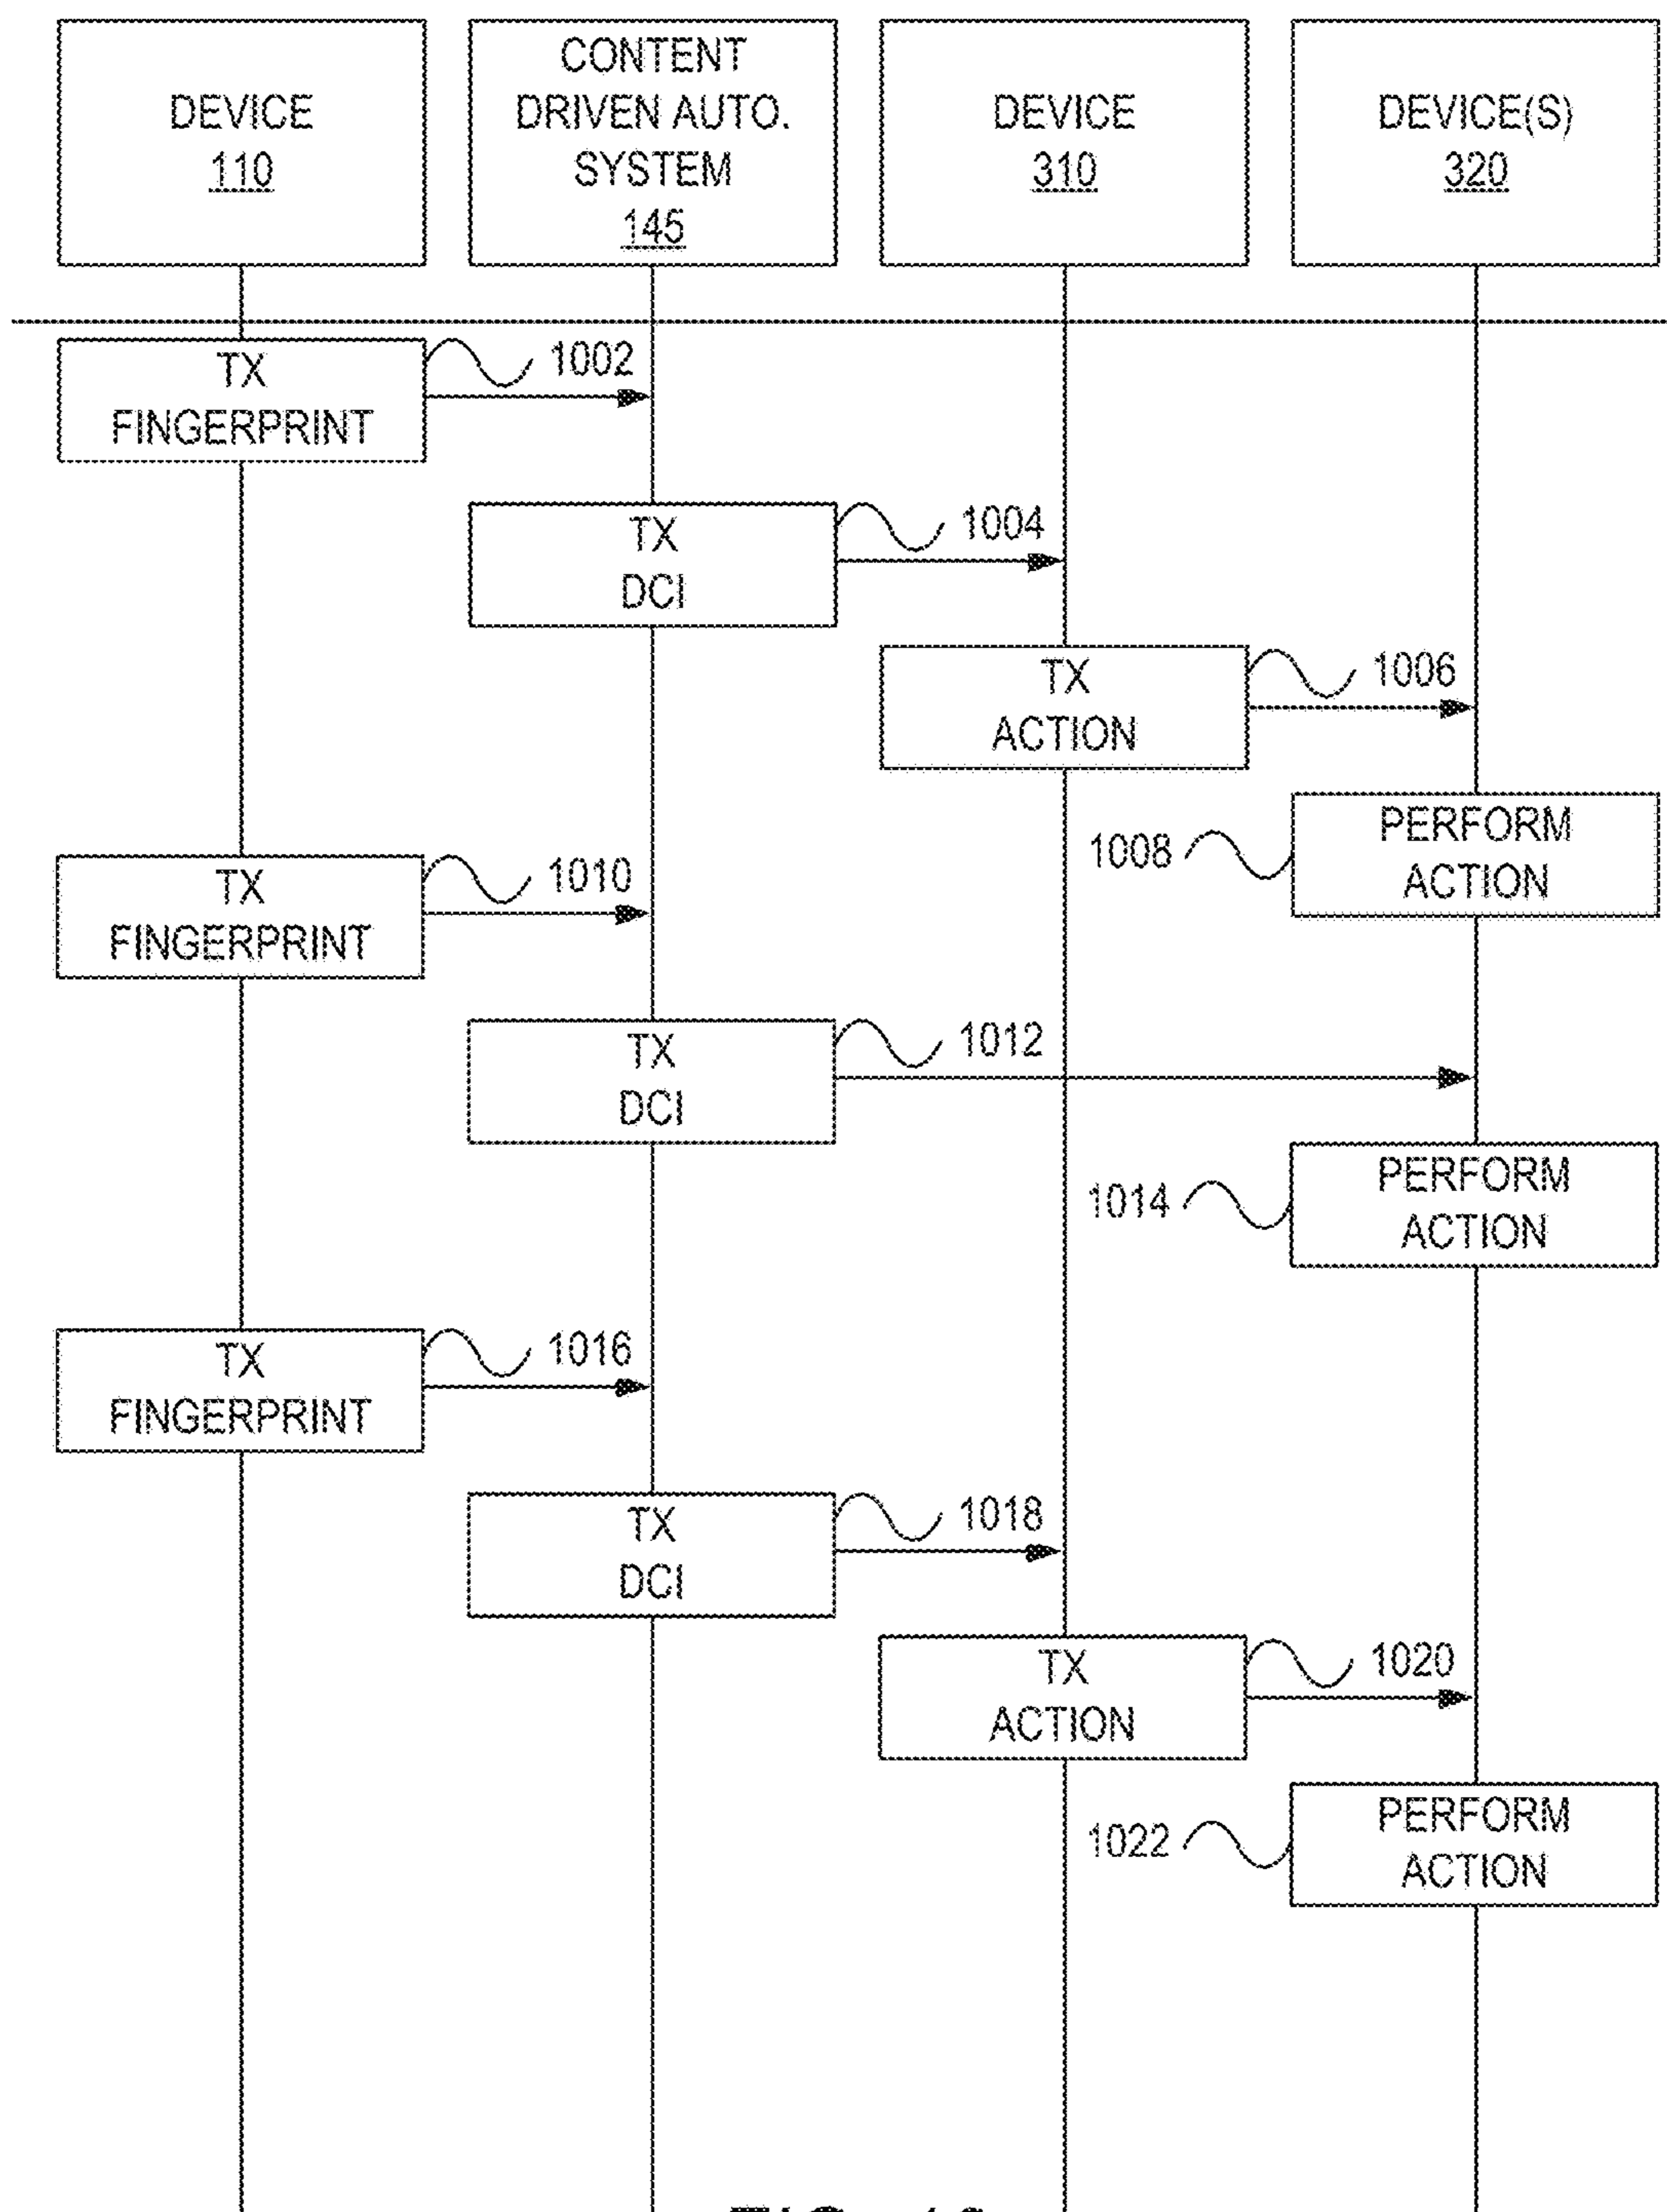 DEVICE
110
CONTENT
DRIVEN AUTO.
SYSTEM
145
DEVICE
310
DEVICE(S)
320
TX
FINGERPRINT
1002
TX
DCI
1004
TX
ACTION
1006
PERFORM
ACTION
1008
TX
FINGERPRINT
1010
TX
DCI
1012
PERFORM
ACTION
1014
TX
FINGERPRINT
1016
TX
DCI
1018
TX
ACTION
1020
PERFORM
ACTION
1022